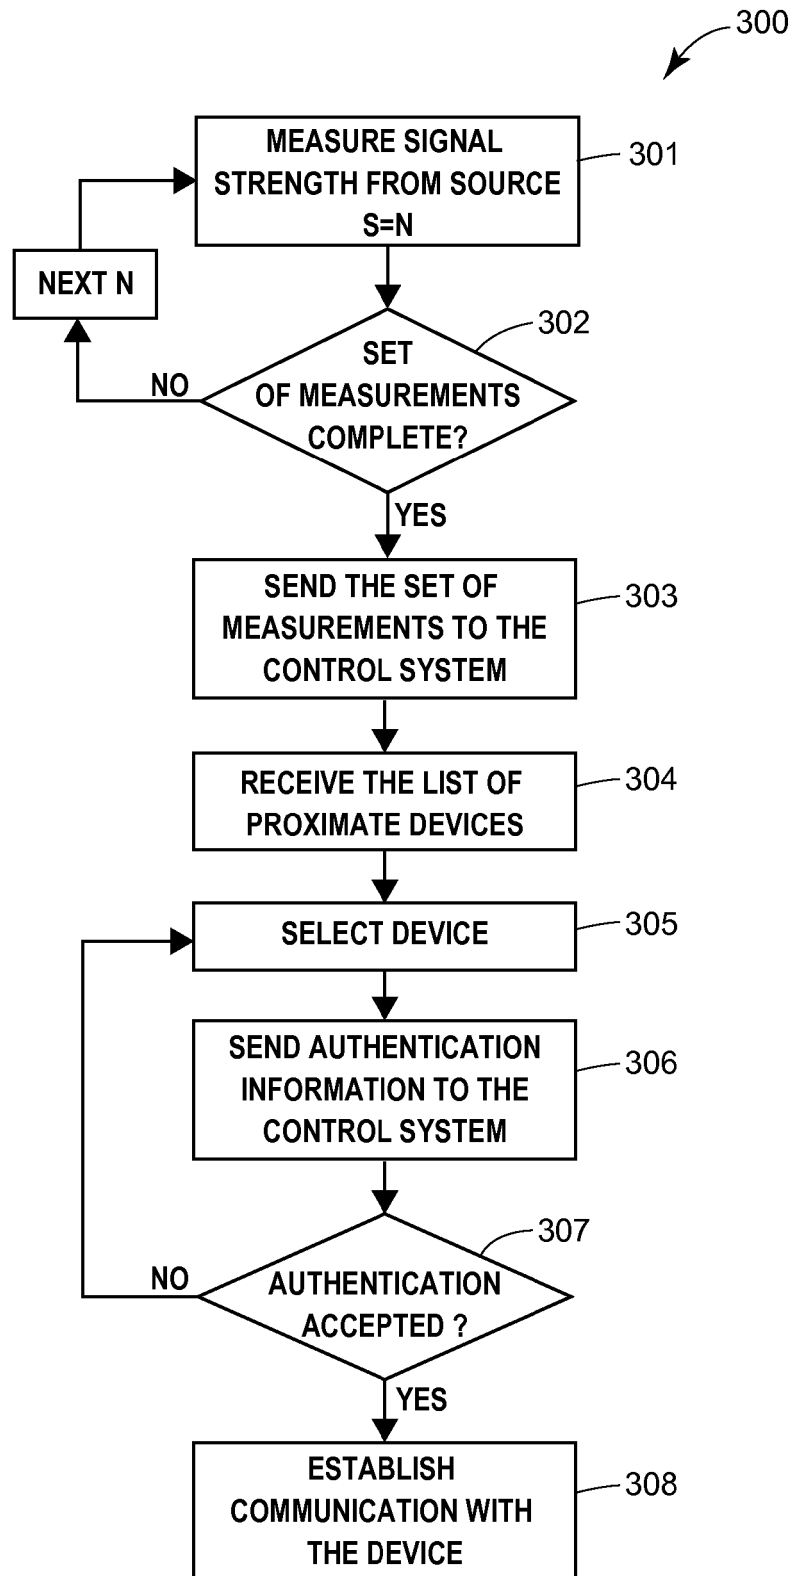 300
MEASURE SIGNAL
STRENGTH FROM SOURCE
S=N
301
NEXT N
302
SET
OF MEASUREMENTS
COMPLETE?
NO
YES
SEND THE SET OF
MEASUREMENTS TO THE
CONTROL SYSTEM
303
RECEIVE THE LIST OF
PROXIMATE DEVICES
304
SELECT DEVICE
305
SEND AUTHENTICATION
INFORMATION TO THE
CONTROL SYSTEM
306
307
AUTHENTICATION
ACCEPTED ?
NO
YES
ESTABLISH
COMMUNICATION WITH
THE DEVICE
308